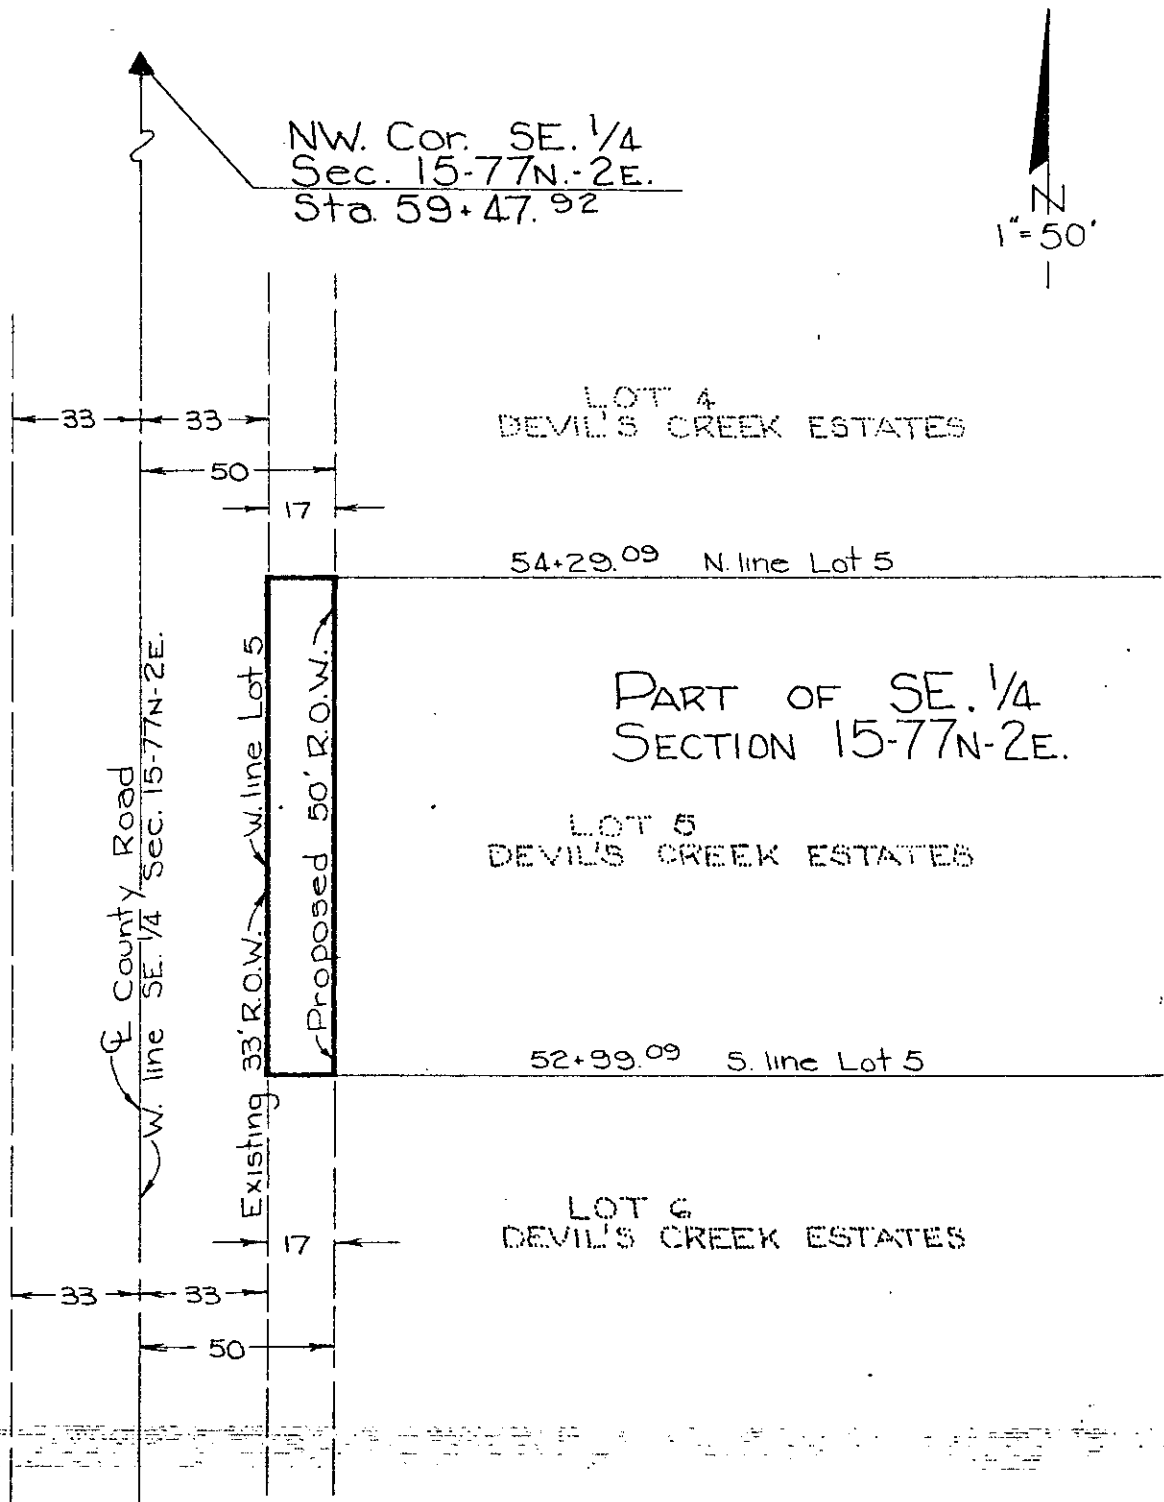 NW. Cor. SE. 1/4
Sec. 15-77N.-2E.
Sta. 59+47.92
N
1"=50'
LOT 4
DEVIL'S CREEK ESTATES
33
33
50
17
54+29.09 N. line Lot 5
PART OF SE. 1/4
SECTION 15-77N-2E.
LOT 5
DEVIL'S CREEK ESTATES
℄ County Road
W. line SE. 1/4 Sec. 15-77N-2E.
Existing 33' R.O.W.
W. line Lot 5
Proposed 50' R.O.W.
52+99.09 S. line Lot 5
LOT 6
DEVIL'S CREEK ESTATES
17
33
33
50